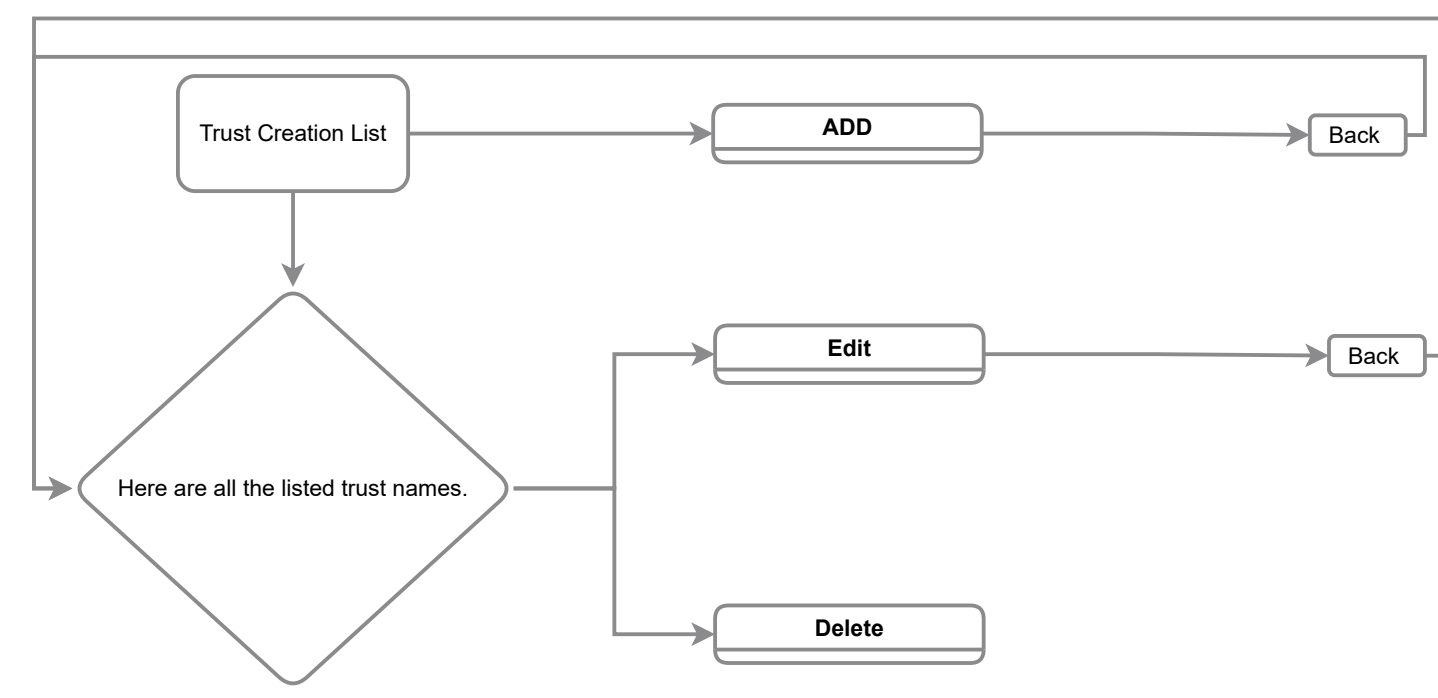 Trust Creation List
ADD
Back
Edit
Back
Here are all the listed trust names.
Delete